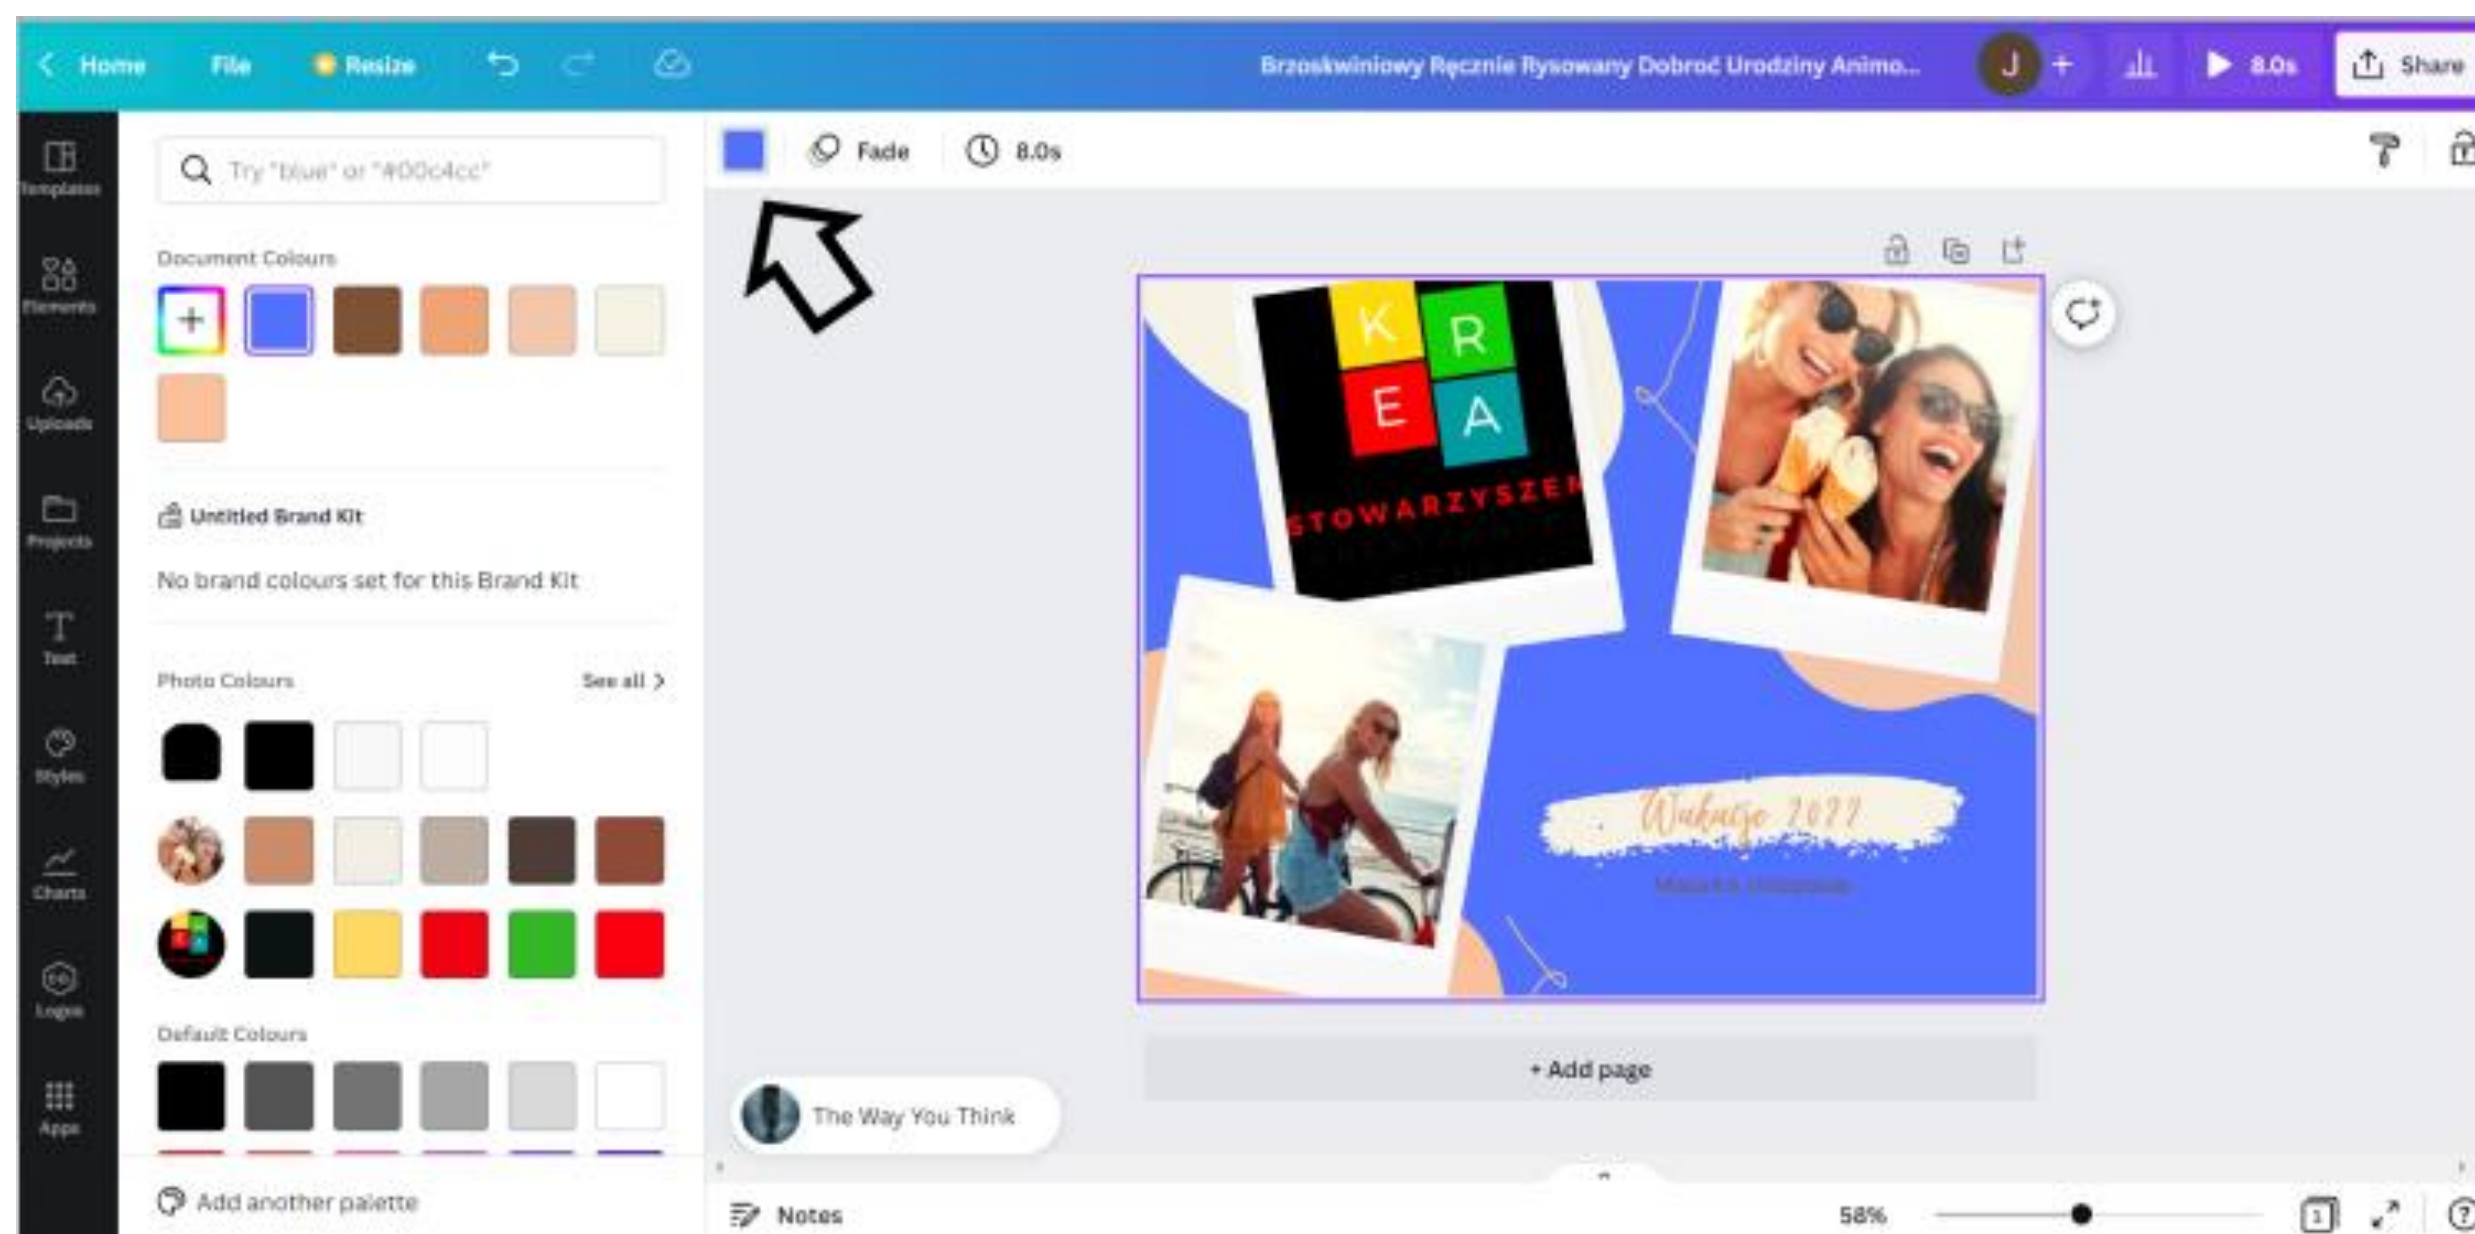 Home File Resize Brzoskwiniowy Ręcznie Rysowany Dobroć Urodziny Animo... J + 8.0s Share
Templates
Elements
Uploads
Projects
Text
Styles
Charts
Logos
Apps
Try "blue" or "#00c4cc"
Document Colours
Untitled Brand Kit
No brand colours set for this Brand Kit
Photo Colours See all >
Default Colours
Add another palette
Fade 8.0s
K R
E A
STOWARZYSZEN
+ Add page
The Way You Think
Notes 58% 1 ?